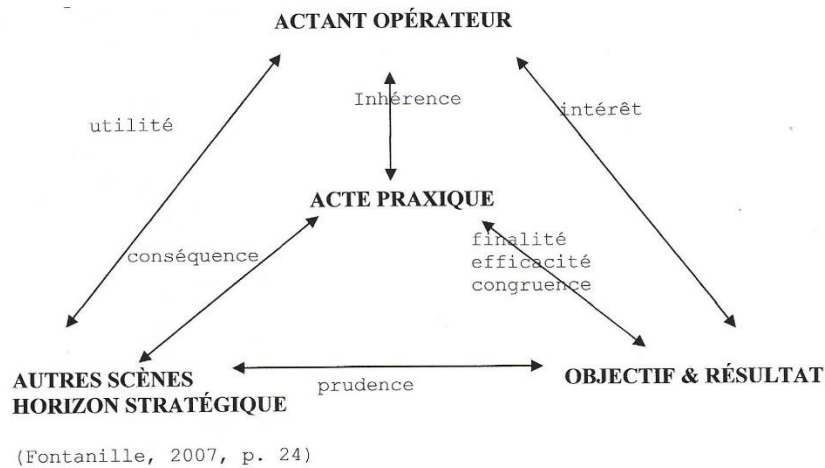 ACTANT OPÉRATEUR
Inhérence
utilité
intérêt
ACTE PRAXIQUE
conséquence
finalité
efficacité
congruence
AUTRES SCÈNES
HORIZON STRATÉGIQUE
prudence
OBJECTIF & RÉSULTAT
(Fontanille, 2007, p. 24)